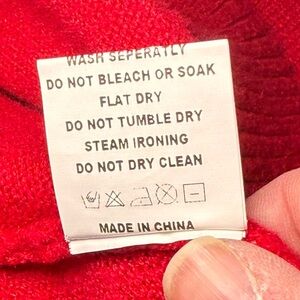 WASH SEPERATLY
DO NOT BLEACH OR SOAK
FLAT DRY
DO NOT TUMBLE DRY
STEAM IRONING
DO NOT DRY CLEAN
MADE IN CHINA